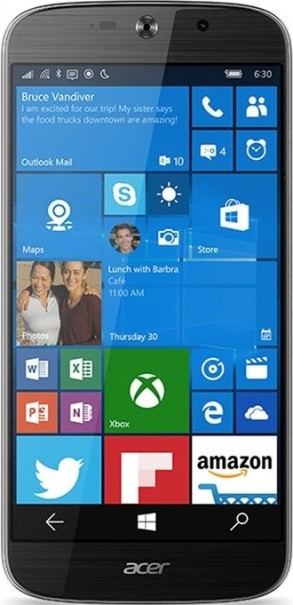 6:30
Bruce Vandiver
I am excited for our trip! My sister says
the food trucks downtown are amazing!
Outlook Mail
10
4
Maps
S
Store
Lunch with Barbra
Café
11:00 AM
Photos
Thursday 30
W
X
P
N
Xbox
amazon
acer